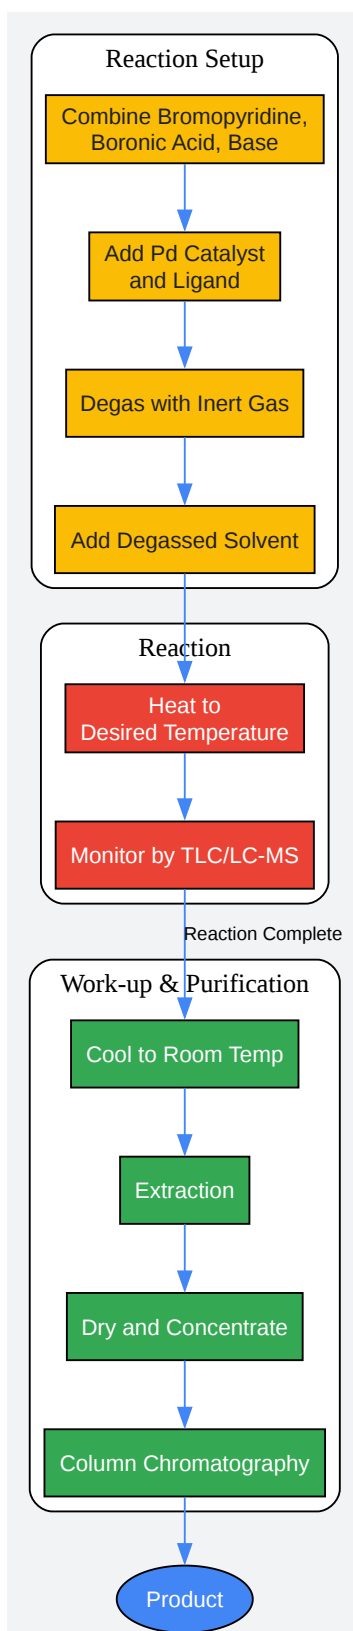 Reaction Setup
Combine Bromopyridine,
Boronic Acid, Base
Add Pd Catalyst
and Ligand
Degas with Inert Gas
Add Degassed Solvent
Reaction
Heat to
Desired Temperature
Monitor by TLC/LC-MS
Reaction Complete
Work-up & Purification
Cool to Room Temp
Extraction
Dry and Concentrate
Column Chromatography
Product